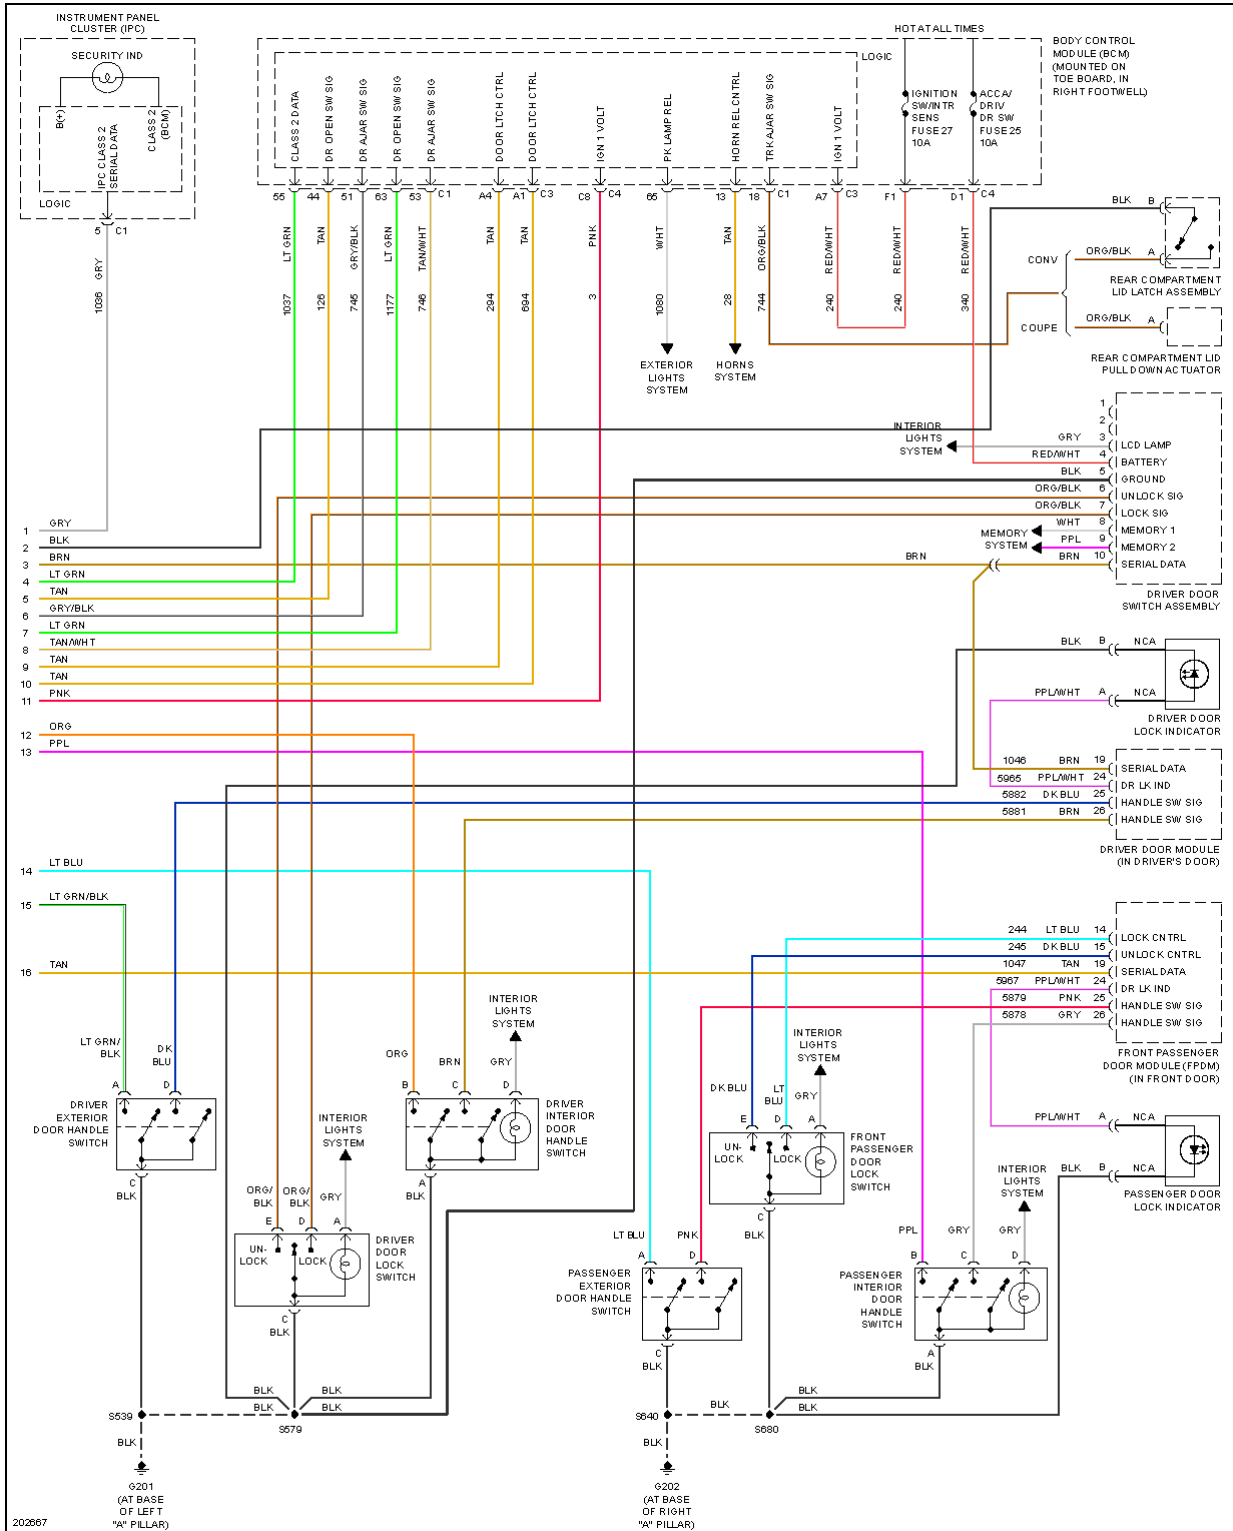 INSTRUMENT PANEL
CLUSTER (IPC)
SECURITY IND
B(+)
IPC CLASS 2
SERIAL DATA
CLASS 2
(BCM)
LOGIC
5 C1
GRY
1036
HOT AT ALL TIMES
LOGIC
BODY CONTROL
MODULE (BCM)
(MOUNTED ON
TOE BOARD, IN
RIGHT FOOTWELL)
CLASS 2 DATA
DR OPEN SW SIG
DR AJAR SW SIG
DR OPEN SW SIG
DR AJAR SW SIG
DOOR LTCH CTRL
DOOR LTCH CTRL
IGN 1 VOLT
PK LAMP REL
HORN REL CNTRL
TRK AJAR SW SIG
IGN 1 VOLT
IGNITION
SW/INTR
SENS
FUSE 27
10A
ACCA/
DRIV
DR SW
FUSE 25
10A
55 44 51 63 53 C1 A4 A1 C3 C8 C4 65 13 18 C1 A7 C3 F1 D1 C4
LT GRN
TAN
GRY/BLK
LT GRN
TAN/WHT
TAN
TAN
PNK
WHT
TAN
ORG/BLK
RED/WHT
RED/WHT
RED/WHT
1037
126
745
1177
746
294
694
3
1080
28
744
240
240
340
EXTERIOR
LIGHTS
SYSTEM
HORNS
SYSTEM
BLK B
CONV
ORG/BLK A
REAR COMPARTMENT
LID LATCH ASSEMBLY
COUPE
ORG/BLK A
REAR COMPARTMENT LID
PULL DOWN ACTUATOR
1
2
INTERIOR
LIGHTS
SYSTEM
GRY 3 LCD LAMP
RED/WHT 4 BATTERY
BLK 5 GROUND
ORG/BLK 6 UNLOCK SIG
ORG/BLK 7 LOCK SIG
MEMORY
SYSTEM
WHT 8 MEMORY 1
PPL 9 MEMORY 2
BRN BRN 10 SERIAL DATA
DRIVER DOOR
SWITCH ASSEMBLY
1 GRY
2 BLK
3 BRN
4 LT GRN
5 TAN
6 GRY/BLK
7 LT GRN
8 TAN/WHT
9 TAN
10 TAN
11 PNK
12 ORG
13 PPL
14 LT BLU
15 LT GRN/BLK
16 TAN
BLK B NCA
PPL/WHT A NCA
DRIVER DOOR
LOCK INDICATOR
1046 BRN 19 SERIAL DATA
5965 PPL/WHT 24 DR LK IND
5882 DK BLU 25 HANDLE SW SIG
5881 BRN 26 HANDLE SW SIG
DRIVER DOOR MODULE
(IN DRIVER'S DOOR)
244 LT BLU 14 LOCK CNTRL
245 DK BLU 15 UNLOCK CNTRL
1047 TAN 19 SERIAL DATA
5967 PPL/WHT 24 DR LK IND
5879 PNK 25 HANDLE SW SIG
5878 GRY 26 HANDLE SW SIG
FRONT PASSENGER
DOOR MODULE (FPDM)
(IN FRONT DOOR)
PPL/WHT A NCA
BLK B NCA
PASSENGER DOOR
LOCK INDICATOR
LT GRN/
BLK
DK
BLU
A D
DRIVER
EXTERIOR
DOOR HANDLE
SWITCH
C
BLK
INTERIOR
LIGHTS
SYSTEM
ORG BRN GRY
B C D
DRIVER
INTERIOR
DOOR
HANDLE
SWITCH
A
BLK
INTERIOR
LIGHTS
SYSTEM
ORG/
BLK
ORG/
BLK
GRY
E D A
UN-
LOCK
LOCK
DRIVER
DOOR
LOCK
SWITCH
C
BLK
INTERIOR
LIGHTS
SYSTEM
DK BLU
LT
BLU
GRY
E D A
UN-
LOCK
LOCK
FRONT
PASSENGER
DOOR
LOCK
SWITCH
C
BLK
LT BLU PNK
A D
PASSENGER
EXTERIOR
DOOR HANDLE
SWITCH
C
BLK
INTERIOR
LIGHTS
SYSTEM
PPL GRY GRY
B C D
PASSENGER
INTERIOR
DOOR
HANDLE
SWITCH
A
BLK
BLK BLK
BLK BLK
S539 S579
BLK
G201
(AT BASE
OF LEFT
"A" PILLAR)
BLK
BLK BLK
S640 S680
BLK
G202
(AT BASE
OF RIGHT
"A" PILLAR)
202667